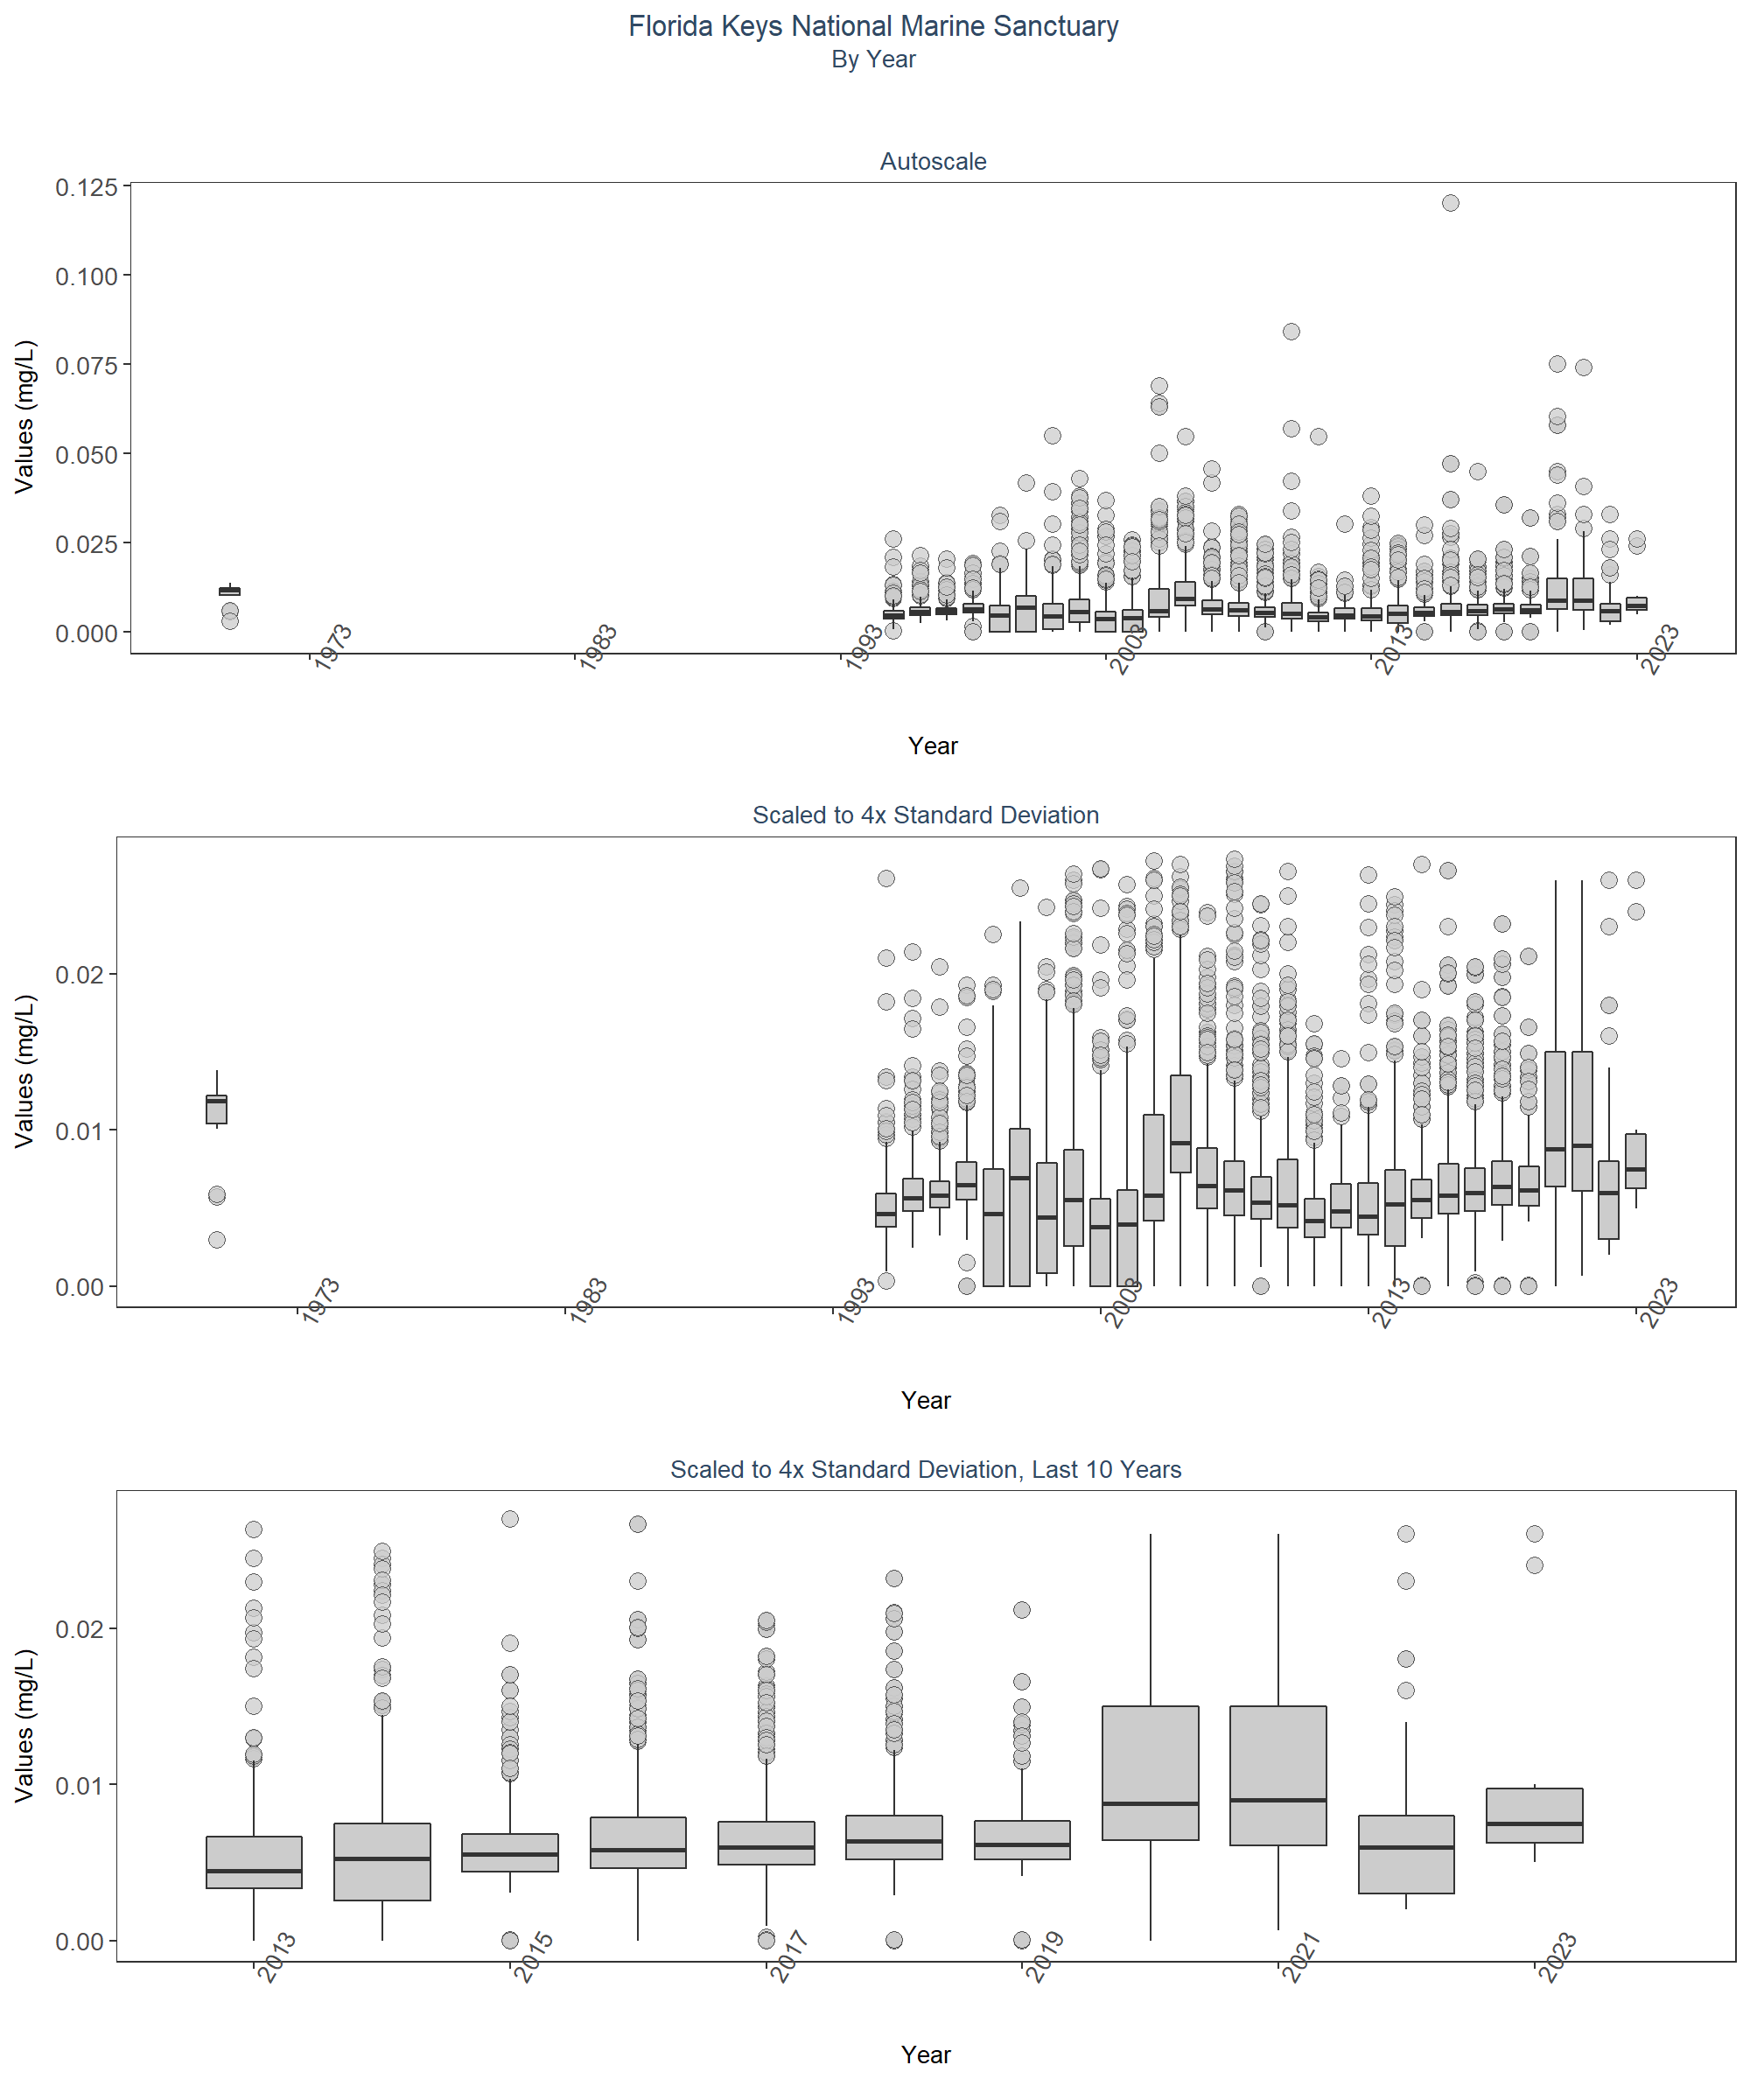 Florida Keys National Marine Sanctuary
By Year
Autoscale
Values (mg/L)
0.125
0.100
0.075
0.050
0.025
0.000
1973
1983
1993
2003
2013
2023
Year
Scaled to 4x Standard Deviation
Values (mg/L)
0.02
0.01
0.00
1973
1983
1993
2003
2013
2023
Year
Scaled to 4x Standard Deviation, Last 10 Years
Values (mg/L)
0.02
0.01
0.00
2013
2015
2017
2019
2021
2023
Year